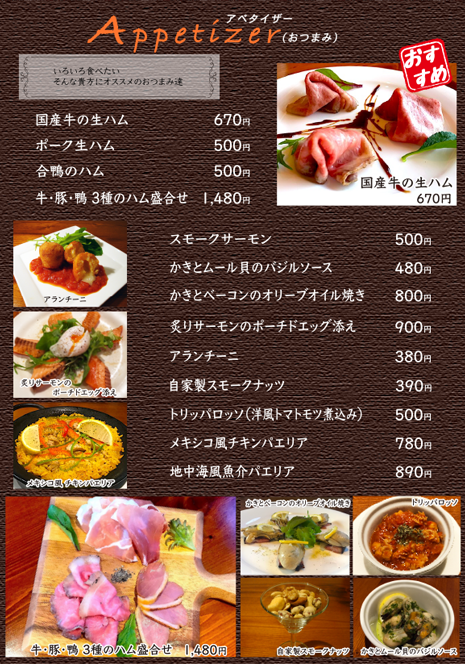 アペタイザー
Appetizer(おつまみ)
いろいろ食べたい
そんな貴方にオススメのおつまみ達
おすすめ
国産牛の生ハム 670円
ポーク生ハム 500円
合鴨のハム 500円
牛・豚・鴨 3種のハム盛合せ 1,480円
国産牛の生ハム
670円
スモークサーモン 500円
かきとムール貝のバジルソース 480円
かきとベーコンのオリーブオイル焼き 800円
炙りサーモンのポーチドエッグ添え 900円
アランチーニ 380円
自家製スモークナッツ 390円
トリッパロッソ(洋風トマトモツ煮込み) 500円
メキシコ風チキンパエリア 780円
地中海風魚介パエリア 890円
アランチーニ
炙りサーモンの
ポーチドエッグ添え
メキシコ風 チキンパエリア
牛・豚・鴨 3種のハム盛合せ 1,480円
かきとベーコンのオリーブオイル焼き
トリッパロッソ
自家製スモークナッツ
かきとムール貝のバジルソース